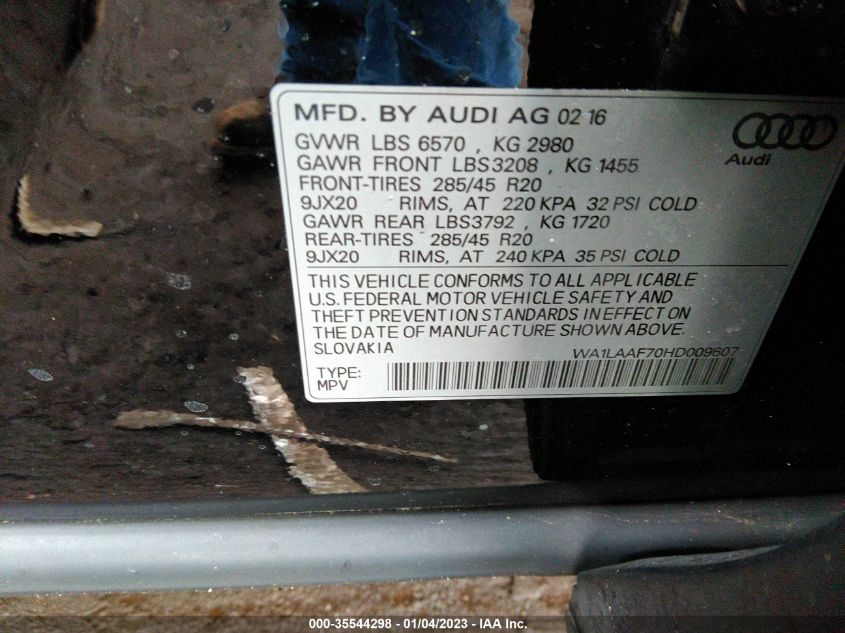 MFD. BY AUDI AG 02 16
GVWR LBS 6570 , KG 2980
GAWR FRONT LBS3208 , KG 1455
FRONT-TIRES 285/45 R20
9JX20 RIMS, AT 220 KPA 32 PSI COLD
GAWR REAR LBS3792 , KG 1720
REAR-TIRES 285/45 R20
9JX20 RIMS, AT 240 KPA 35 PSI COLD
Audi
THIS VEHICLE CONFORMS TO ALL APPLICABLE
U.S. FEDERAL MOTOR VEHICLE SAFETY AND
THEFT PREVENTION STANDARDS IN EFFECT ON
THE DATE OF MANUFACTURE SHOWN ABOVE.
SLOVAKIA WA1LAAF70HD009607
TYPE:
MPV
000-35544298 - 01/04/2023 - IAA Inc.